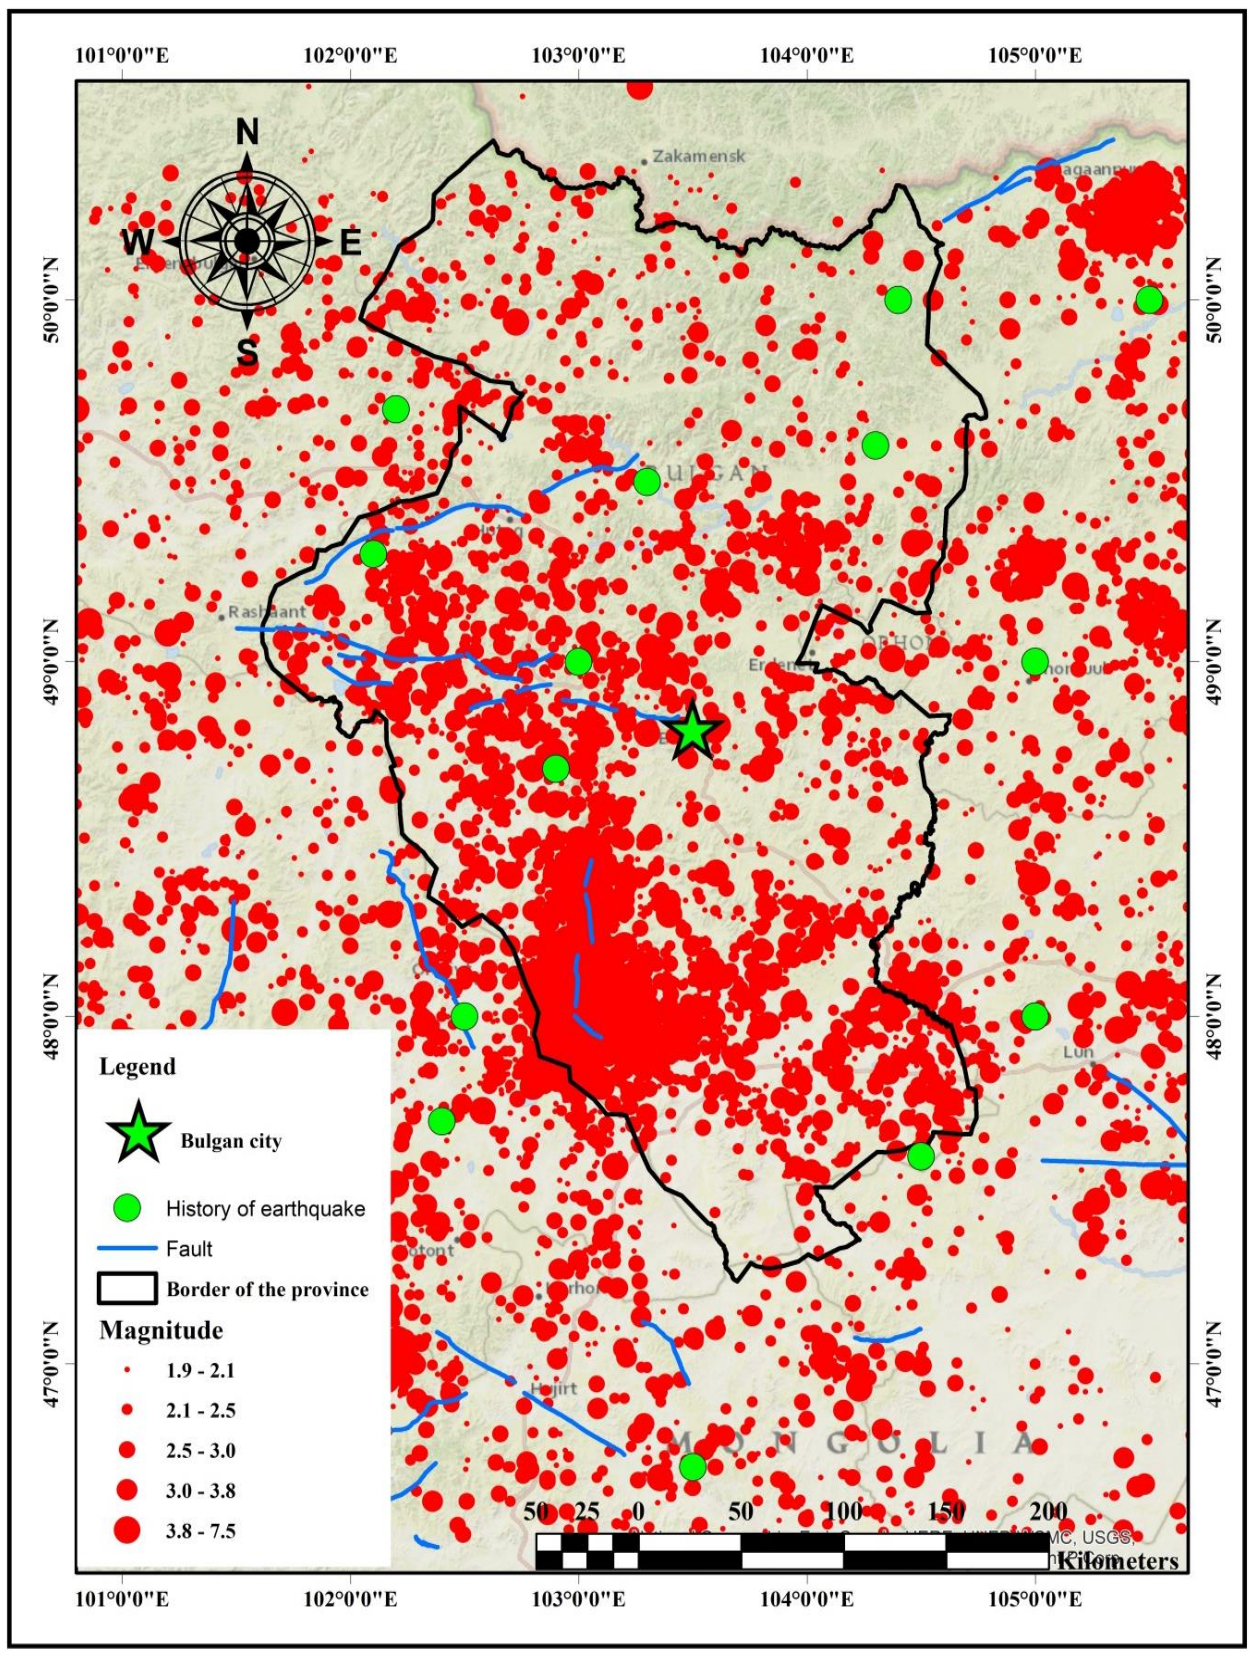 101°0'0"E 102°0'0"E 103°0'0"E 104°0'0"E 105°0'0"E
N
W E
S
Zakamensk
50°0'0"N 50°0'0"N
BULGAN
Rashaant
ORHON
49°0'0"N 49°0'0"N
48°0'0"N 48°0'0"N
Lun
Legend
Bulgan city
History of earthquake
Fault
Border of the province
Magnitude
1.9 - 2.1
2.1 - 2.5
2.5 - 3.0
3.0 - 3.8
3.8 - 7.5
47°0'0"N 47°0'0"N
Hujirt
MONGOLIA
50 25 0 50 100 150 200
Kilometers
101°0'0"E 102°0'0"E 103°0'0"E 104°0'0"E 105°0'0"E